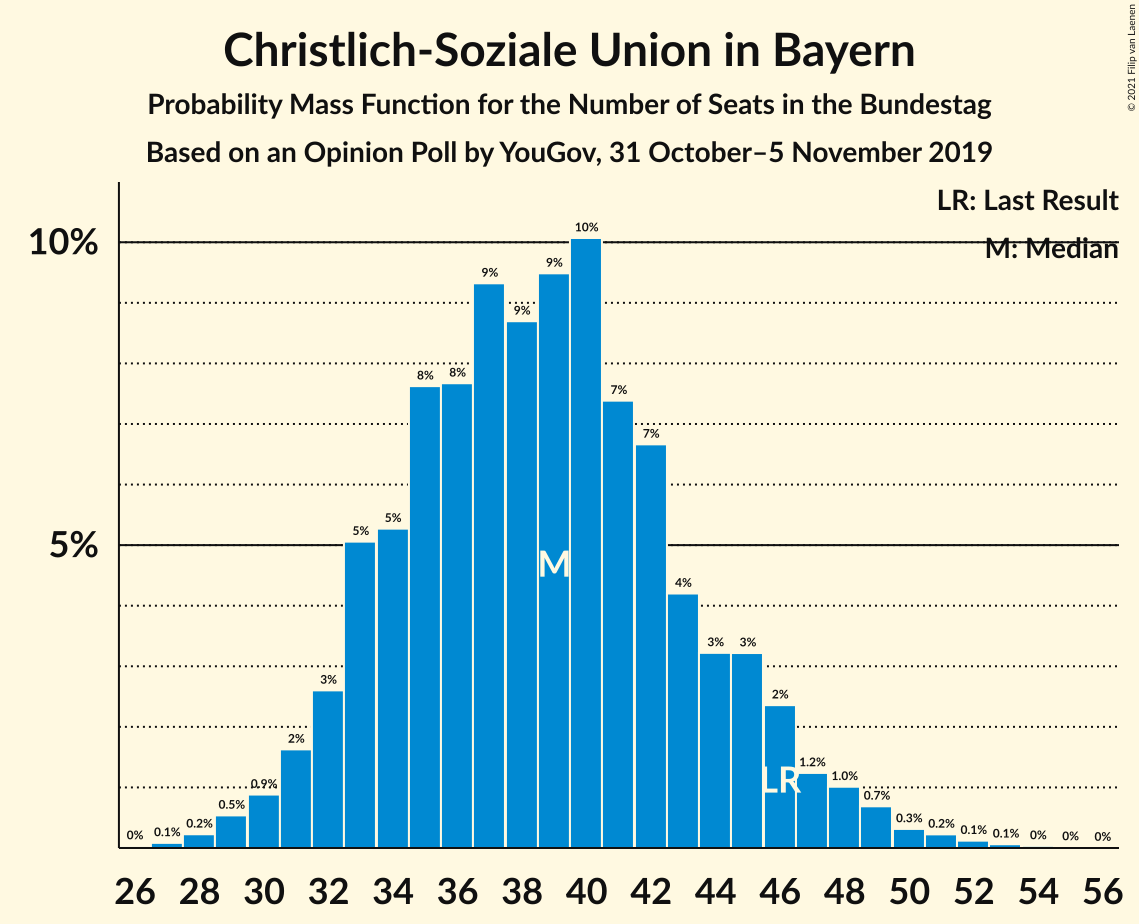 Christlich-Soziale Union in Bayern
Probability Mass Function for the Number of Seats in the Bundestag
Based on an Opinion Poll by YouGov, 31 October–5 November 2019
© 2021 Filip van Laenen
LR: Last Result
M: Median
10%
5%
0% 0.1% 0.2% 0.5% 0.9% 2% 3% 5% 5% 8% 8% 9% 9% 9% 10% 7% 7% 4% 3% 3% 2% 1.2% 1.0% 0.7% 0.3% 0.2% 0.1% 0.1% 0% 0% 0%
M
LR
26 28 30 32 34 36 38 40 42 44 46 48 50 52 54 56